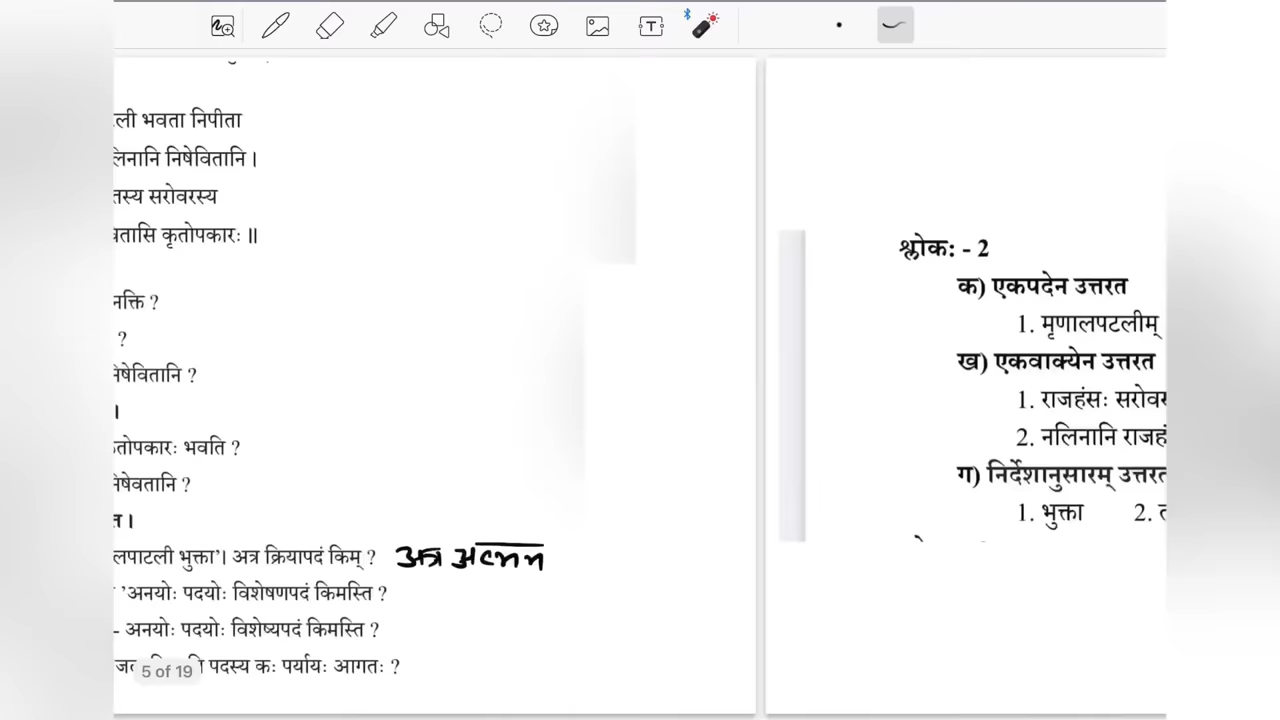 ली भवता निपीता
लिनानि निषेवितानि ।
तस्य सरोवरस्य
वतासि कृतोपकारः ॥
नक्ति ?
?
निषेवितानि ?
।
कृतोपकारः भवति ?
निषेवतानि ?
त ।
लपाटली भुक्ता'। अत्र क्रियापदं किम् ? अत्र
'अनयोः पदयोः विशेषणपदं किमस्ति ?
- अनयोः पदयोः विशेष्यपदं किमस्ति ?
पदस्य कः पर्यायः आगतः ?
5 of 19
श्लोकः - 2
क) एकपदेन उत्तरत
1. मृणालपटलीम्
ख) एकवाक्येन उत्तरत
1. राजहंसः सरोवर
2. नलिनानि राजहं
ग) निर्देशानुसारम् उत्तरत
1. भुक्ता 2. त